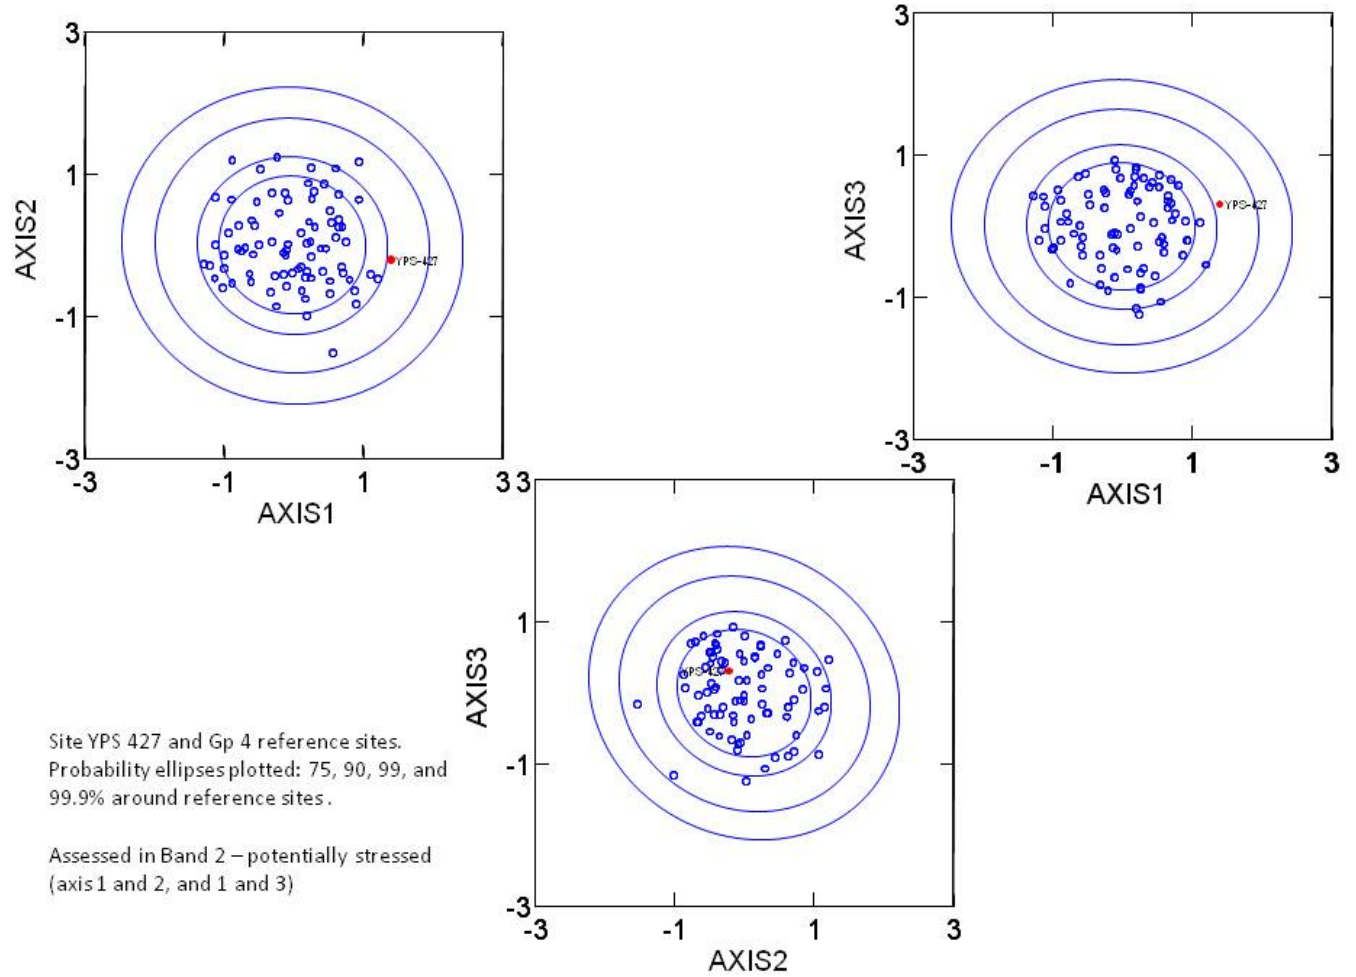 3
1
-1
-3
AXIS2
-3
-1
1
3
AXIS1
YPS-427
3
1
-1
-3
AXIS3
-3
-1
1
3
AXIS1
YPS-427
3
1
-1
-3
AXIS3
-3
-1
1
3
AXIS2
YPS-427
Site YPS 427 and Gp 4 reference sites.
Probability ellipses plotted: 75, 90, 99, and
99.9% around reference sites .
Assessed in Band 2 – potentially stressed
(axis 1 and 2, and 1 and 3)